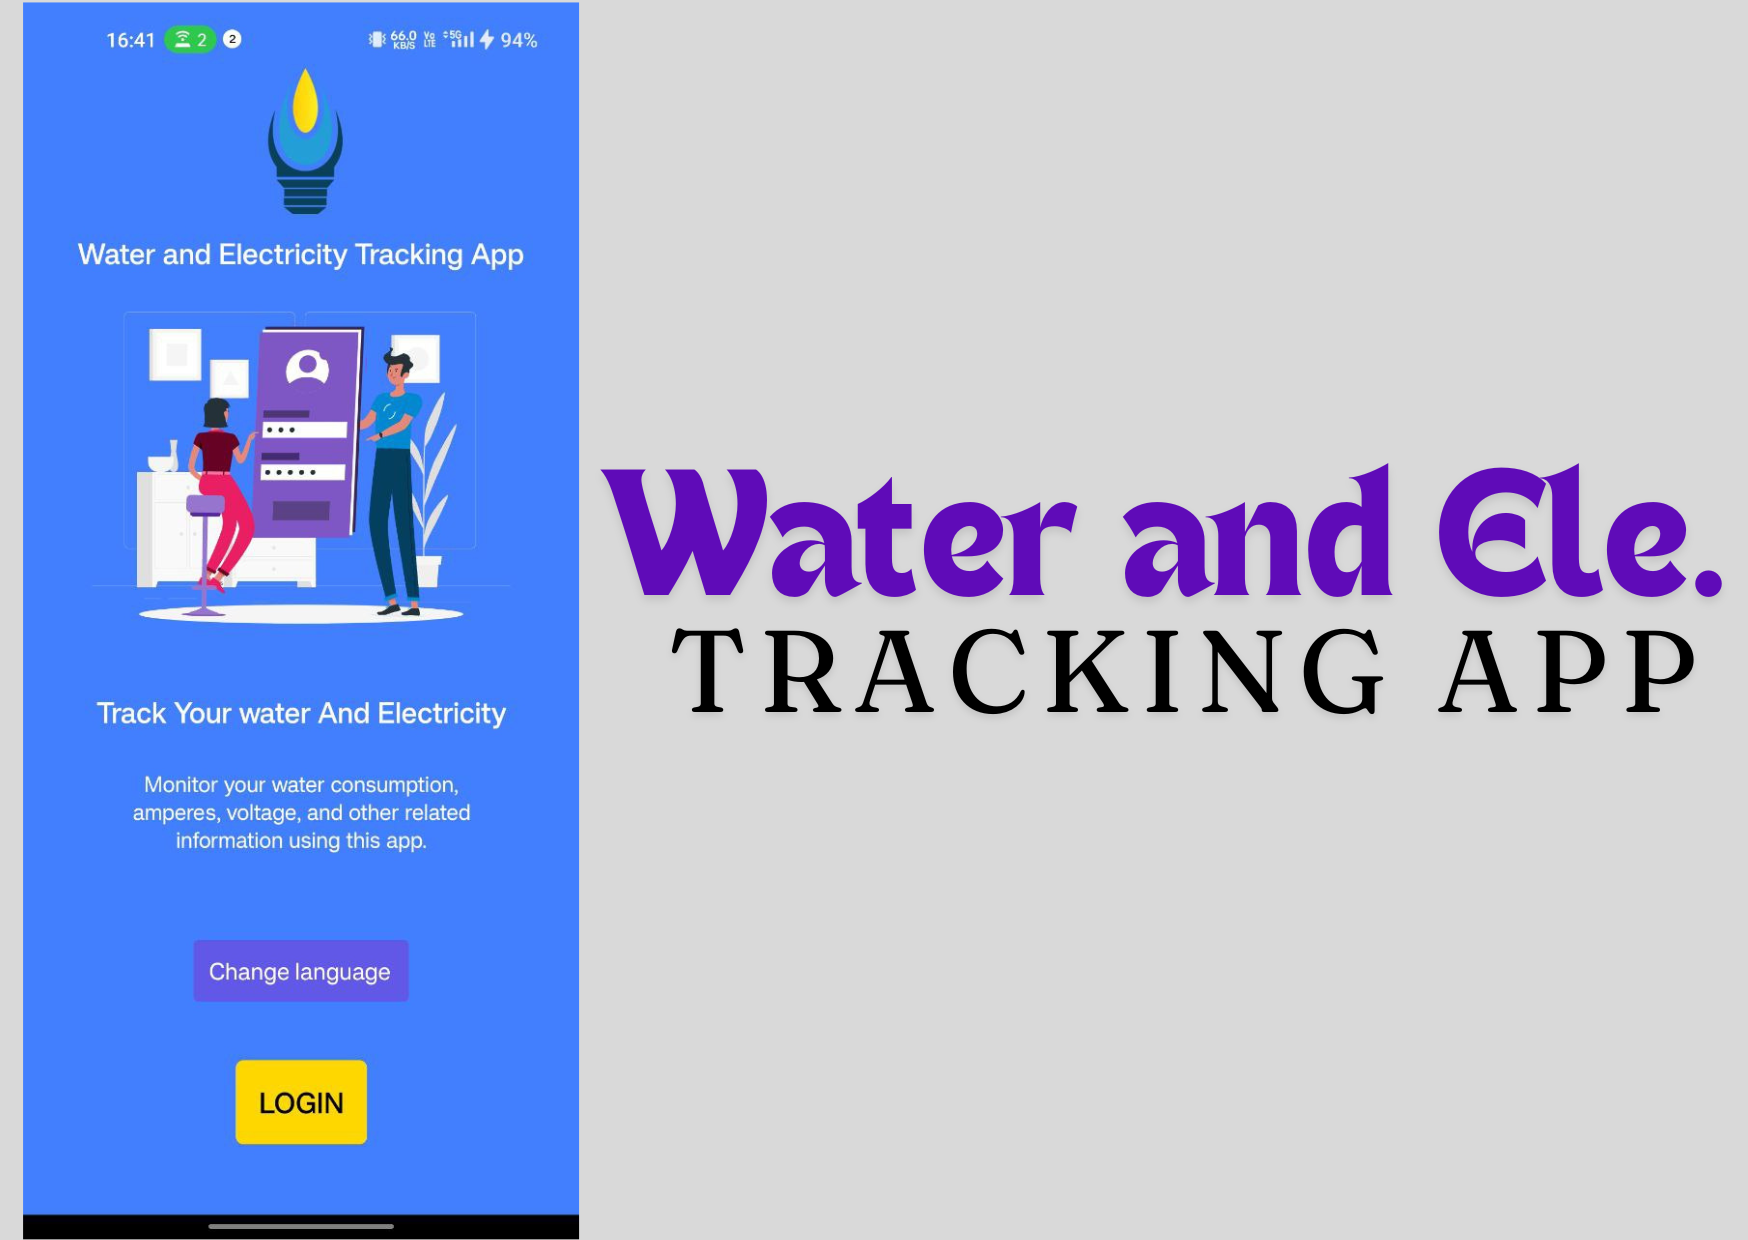 16:41 2 2 66.0 KB/S Vo LTE 5G 94%
Water and Electricity Tracking App
Track Your water And Electricity
Monitor your water consumption,
amperes, voltage, and other related
information using this app.
Change language
LOGIN
Water and Ele.
TRACKING APP